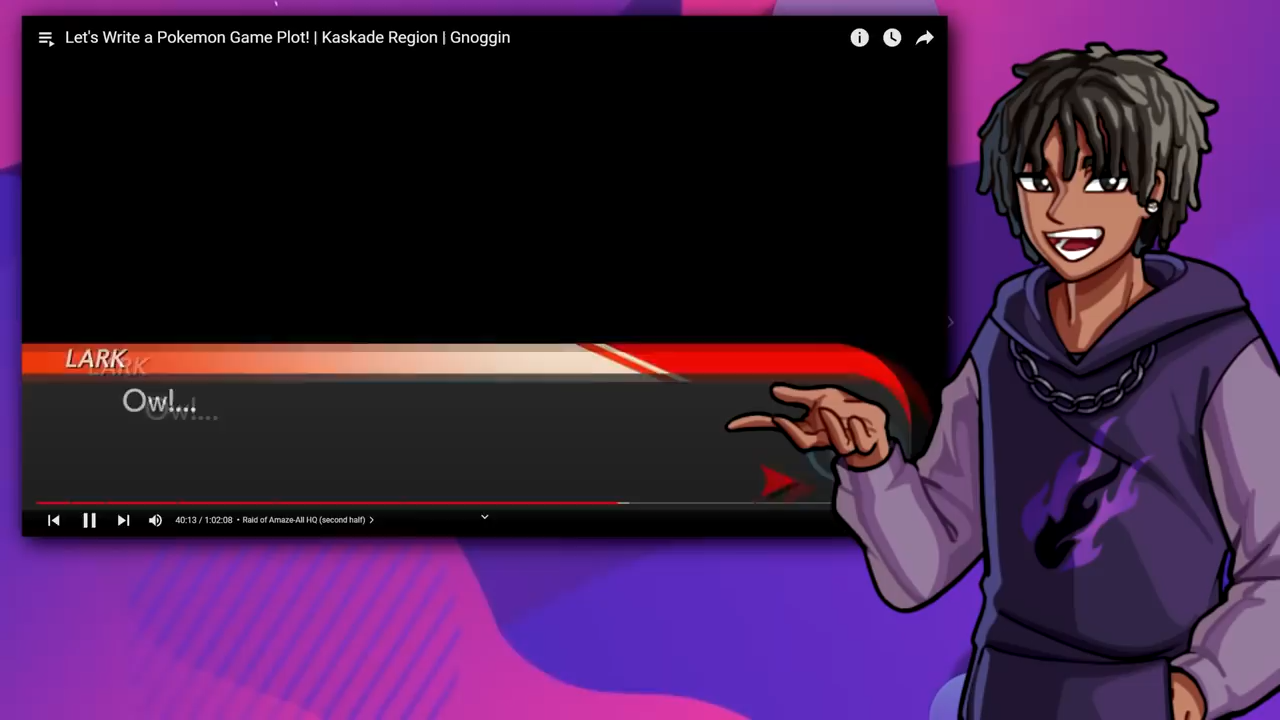 Let's Write a Pokemon Game Plot! | Kaskade Region | Gnoggin
LARK
Ow!...
40:13 / 1:02:08 • Raid of Amaze-All HQ (second half)